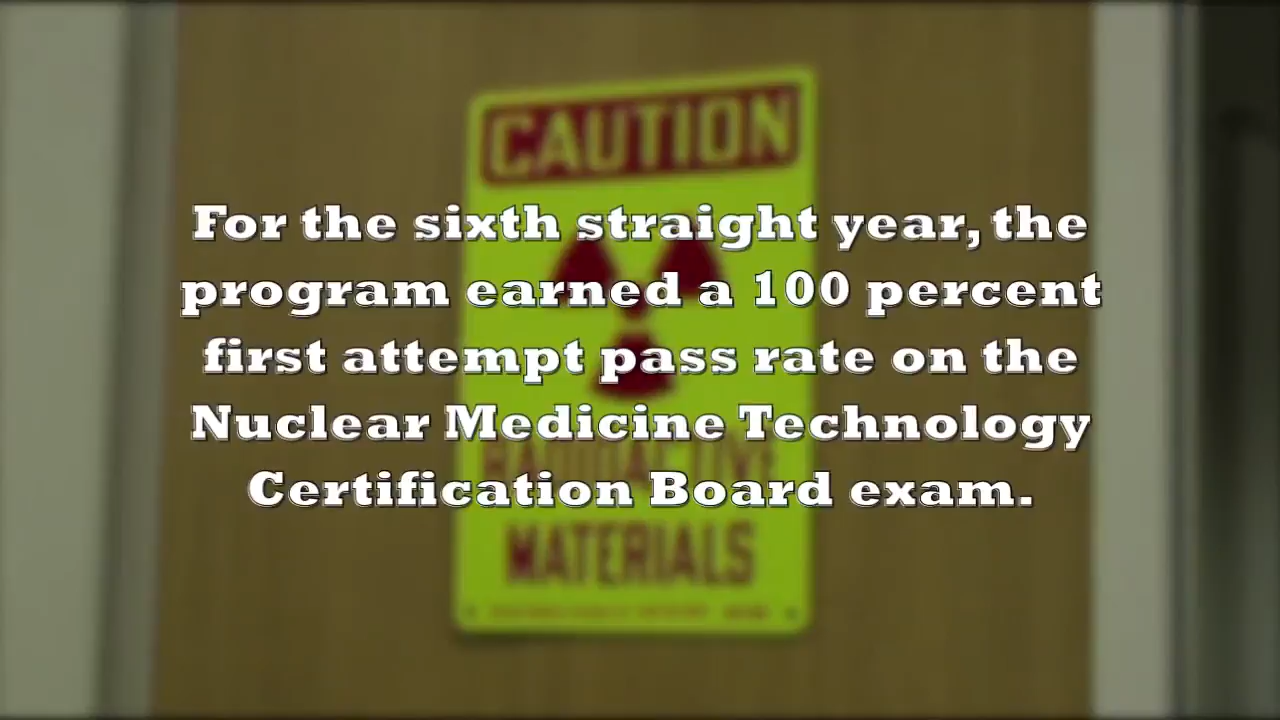 CAUTION
For the sixth straight year, the
program earned a 100 percent
first attempt pass rate on the
Nuclear Medicine Technology
Certification Board exam.
RADIOACTIVE
MATERIALS